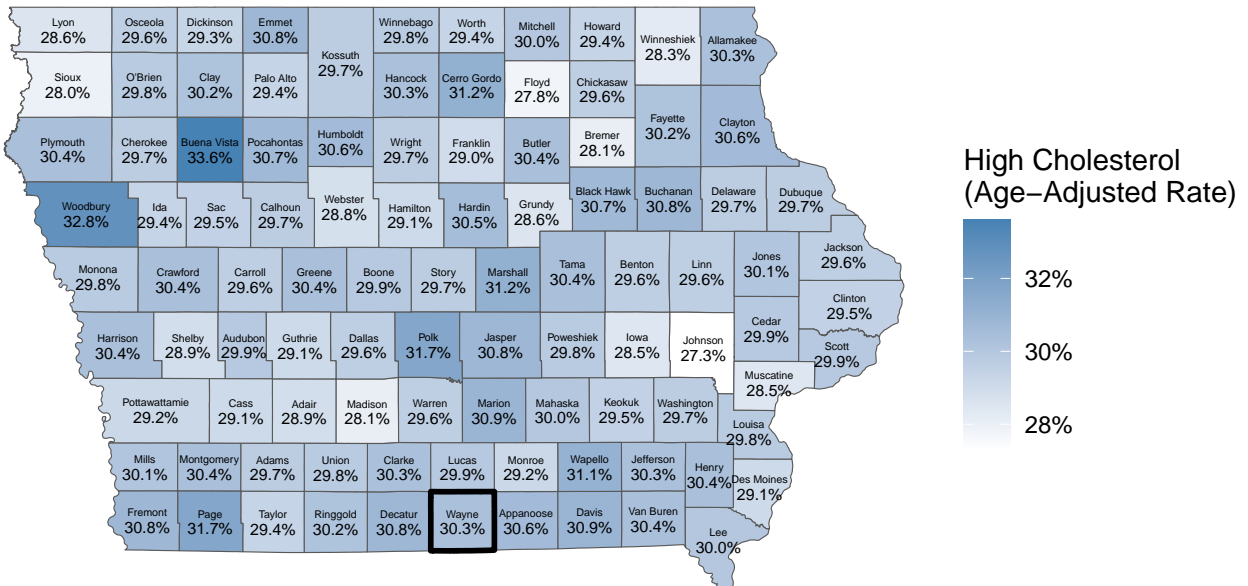 Lyon
28.6%
Osceola
29.6%
Dickinson
29.3%
Emmet
30.8%
Kossuth
29.7%
Winnebago
29.8%
Worth
29.4%
Mitchell
30.0%
Howard
29.4%
Winneshiek
28.3%
Allamakee
30.3%
Sioux
28.0%
O'Brien
29.8%
Clay
30.2%
Palo Alto
29.4%
Hancock
30.3%
Cerro Gordo
31.2%
Floyd
27.8%
Chickasaw
29.6%
Fayette
30.2%
Clayton
30.6%
Plymouth
30.4%
Cherokee
29.7%
Buena Vista
33.6%
Pocahontas
30.7%
Humboldt
30.6%
Wright
29.7%
Franklin
29.0%
Butler
30.4%
Bremer
28.1%
Woodbury
32.8%
Ida
29.4%
Sac
29.5%
Calhoun
29.7%
Webster
28.8%
Hamilton
29.1%
Hardin
30.5%
Grundy
28.6%
Black Hawk
30.7%
Buchanan
30.8%
Delaware
29.7%
Dubuque
29.7%
Monona
29.8%
Crawford
30.4%
Carroll
29.6%
Greene
30.4%
Boone
29.9%
Story
29.7%
Marshall
31.2%
Tama
30.4%
Benton
29.6%
Linn
29.6%
Jones
30.1%
Jackson
29.6%
Clinton
29.5%
Harrison
30.4%
Shelby
28.9%
Audubon
29.9%
Guthrie
29.1%
Dallas
29.6%
Polk
31.7%
Jasper
30.8%
Poweshiek
29.8%
Iowa
28.5%
Johnson
27.3%
Cedar
29.9%
Scott
29.9%
Muscatine
28.5%
Pottawattamie
29.2%
Cass
29.1%
Adair
28.9%
Madison
28.1%
Warren
29.6%
Marion
30.9%
Mahaska
30.0%
Keokuk
29.5%
Washington
29.7%
Louisa
29.8%
Mills
30.1%
Montgomery
30.4%
Adams
29.7%
Union
29.8%
Clarke
30.3%
Lucas
29.9%
Monroe
29.2%
Wapello
31.1%
Jefferson
30.3%
Henry
30.4%
Des Moines
29.1%
Fremont
30.8%
Page
31.7%
Taylor
29.4%
Ringgold
30.2%
Decatur
30.8%
Wayne
30.3%
Appanoose
30.6%
Davis
30.9%
Van Buren
30.4%
Lee
30.0%
High Cholesterol
(Age−Adjusted Rate)
32%
30%
28%